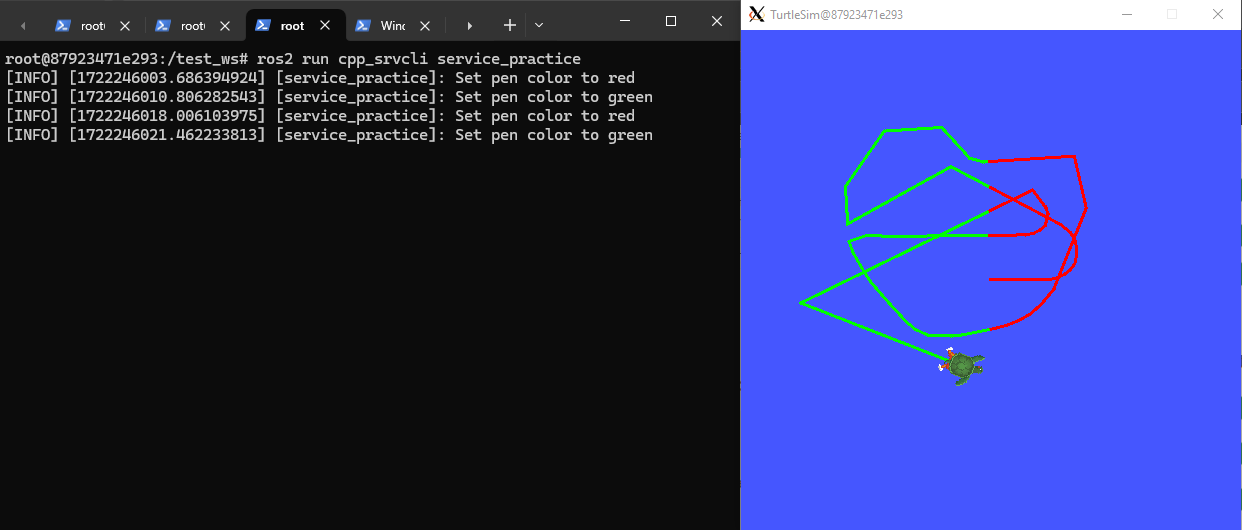 root
root
root
Wind
TurtleSim@87923471e293
root@87923471e293:/test_ws# ros2 run cpp_srvcli service_practice
[INFO] [1722246003.686394924] [service_practice]: Set pen color to red
[INFO] [1722246010.806282543] [service_practice]: Set pen color to green
[INFO] [1722246018.006103975] [service_practice]: Set pen color to red
[INFO] [1722246021.462233813] [service_practice]: Set pen color to green